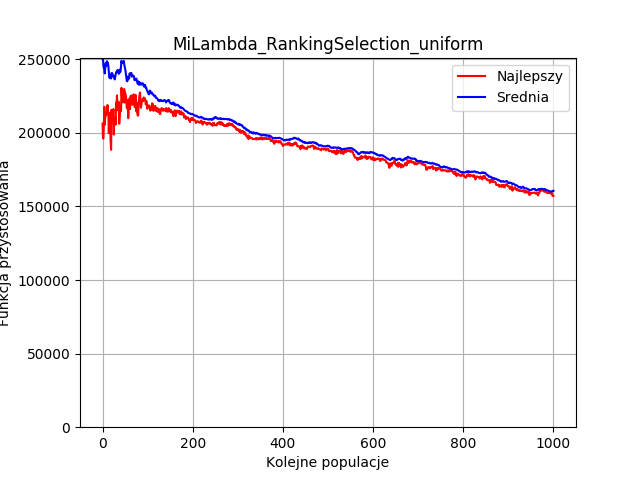 MiLambda_RankingSelection_uniform
Najlepszy
Srednia
250000
200000
150000
100000
50000
0
Funkcja przystosowania
0 200 400 600 800 1000
Kolejne populacje